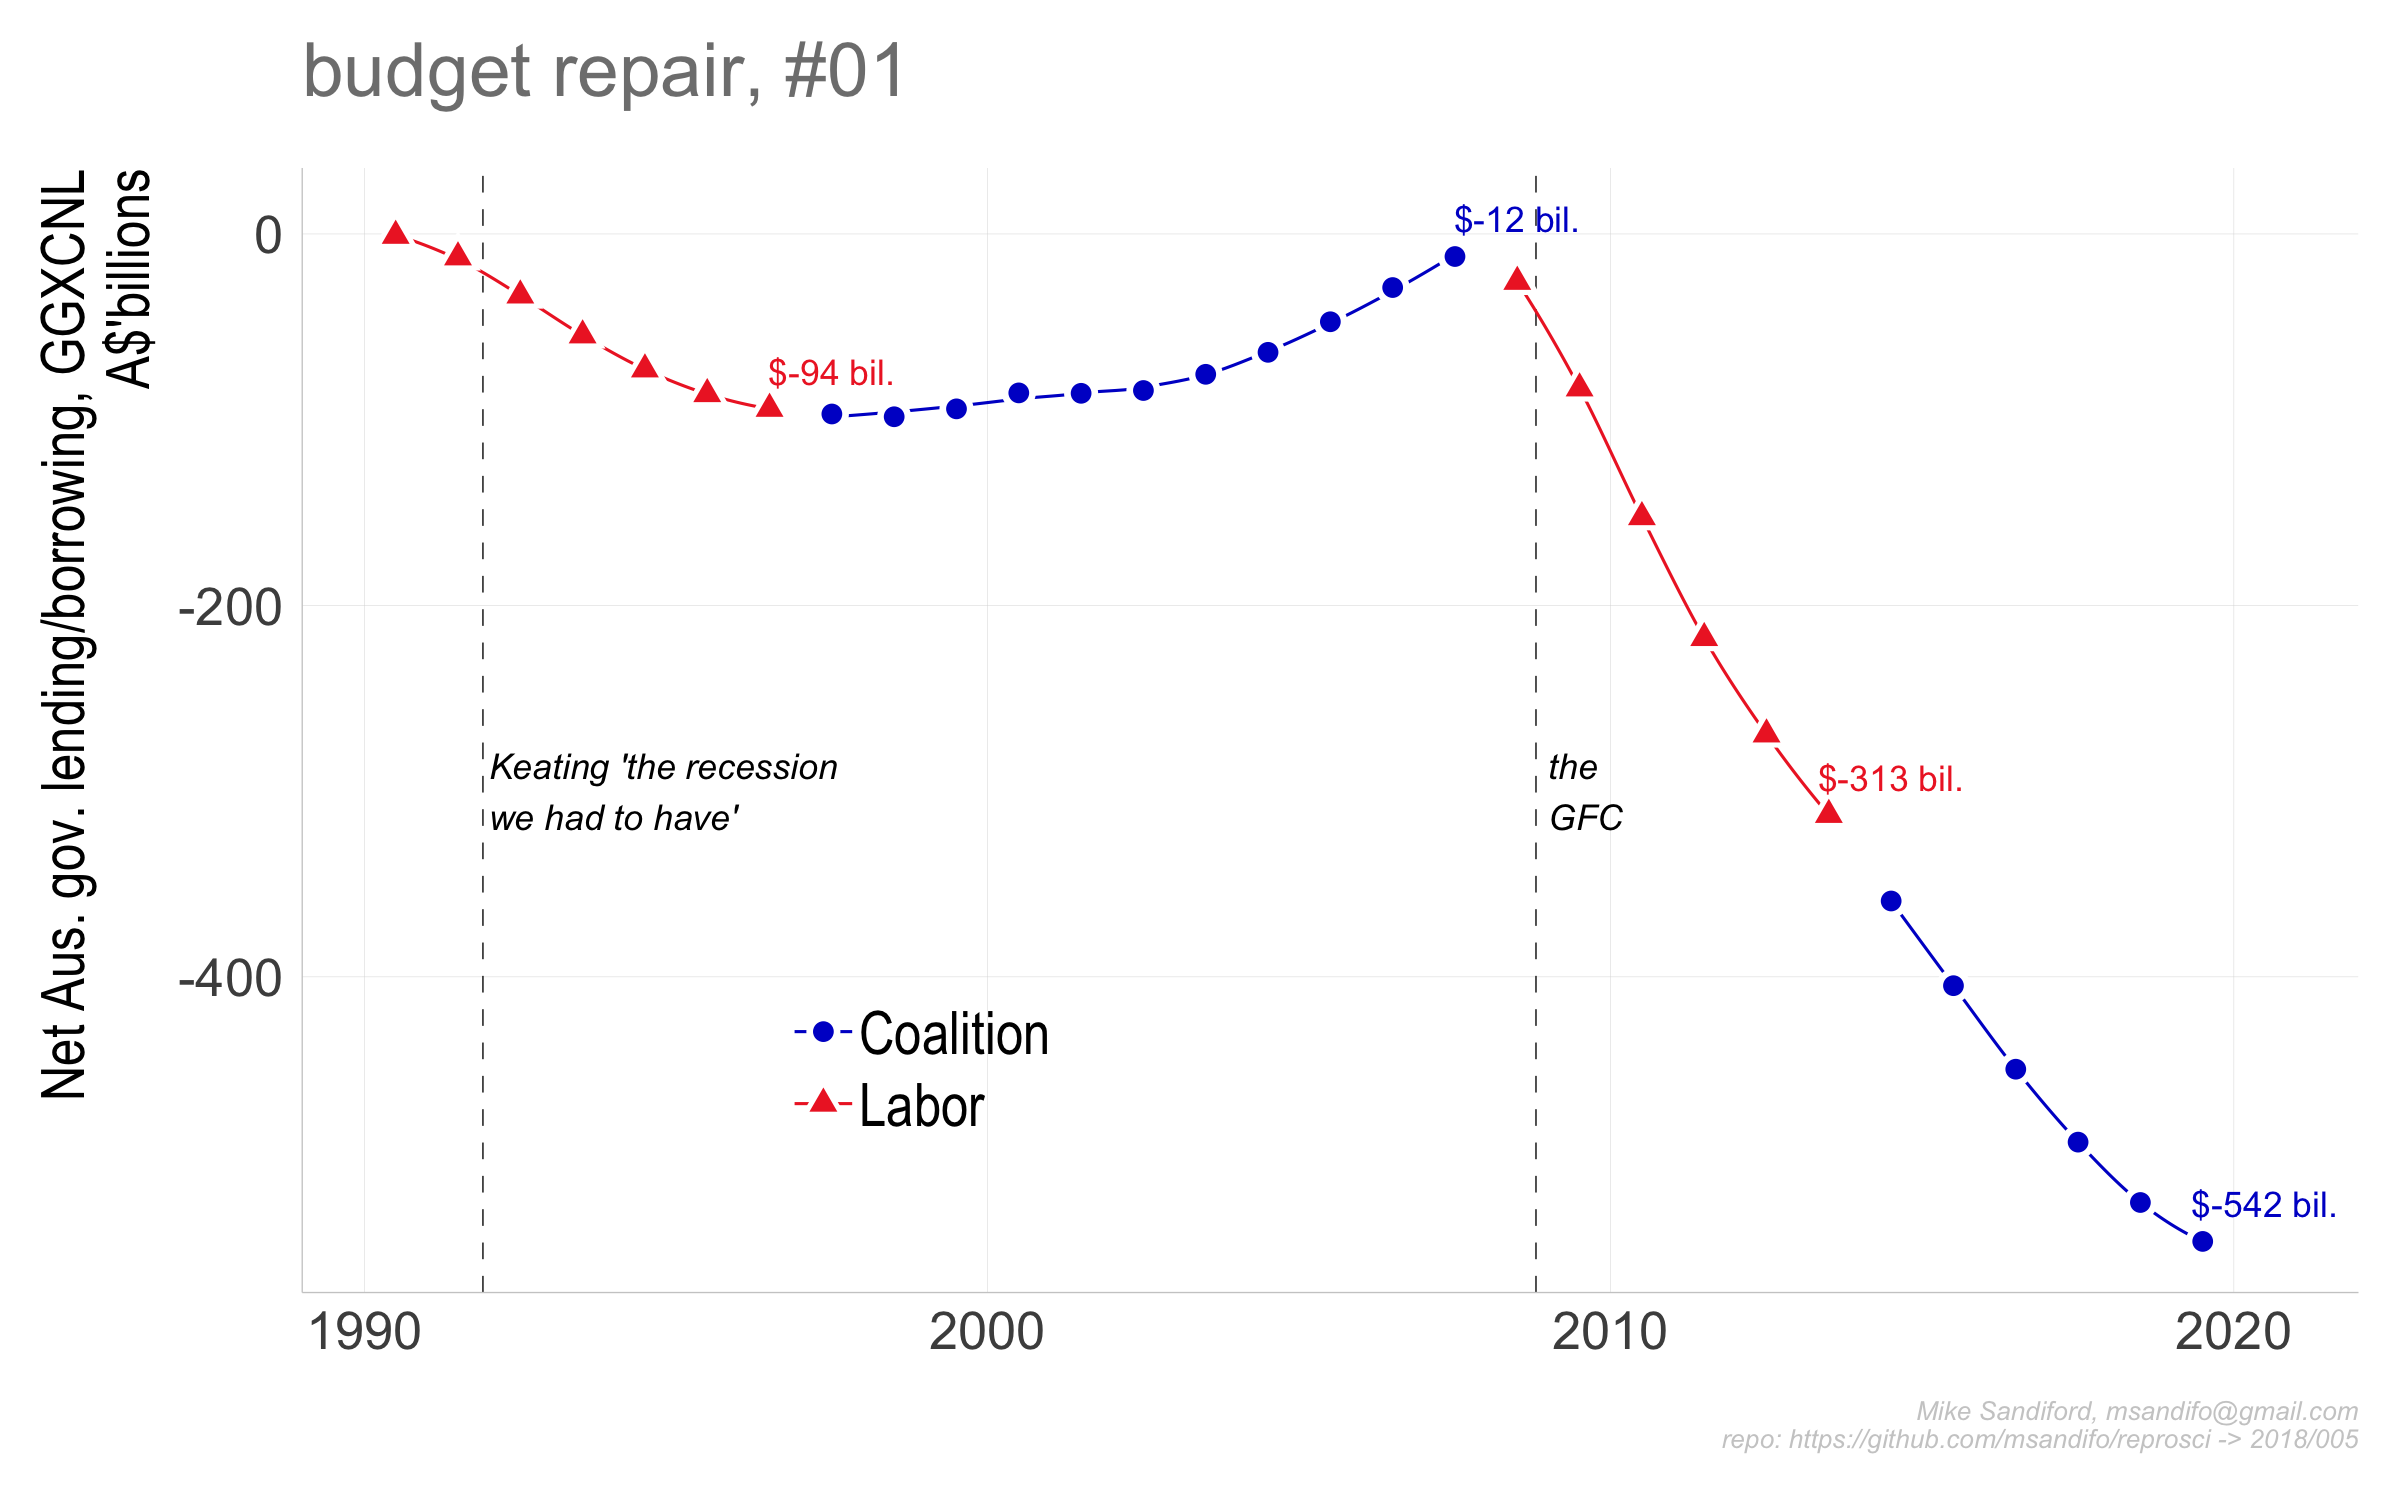 budget repair, #01
Net Aus. gov. lending/borrowing, GGXCNL
A$'billions
0
-200
-400
$-12 bil.
$-94 bil.
Keating 'the recession
we had to have'
the
GFC
$-313 bil.
Coalition
Labor
$-542 bil.
1990
2000
2010
2020
Mike Sandiford, msandifo@gmail.com
repo: https://github.com/msandifo/reprosci -> 2018/005